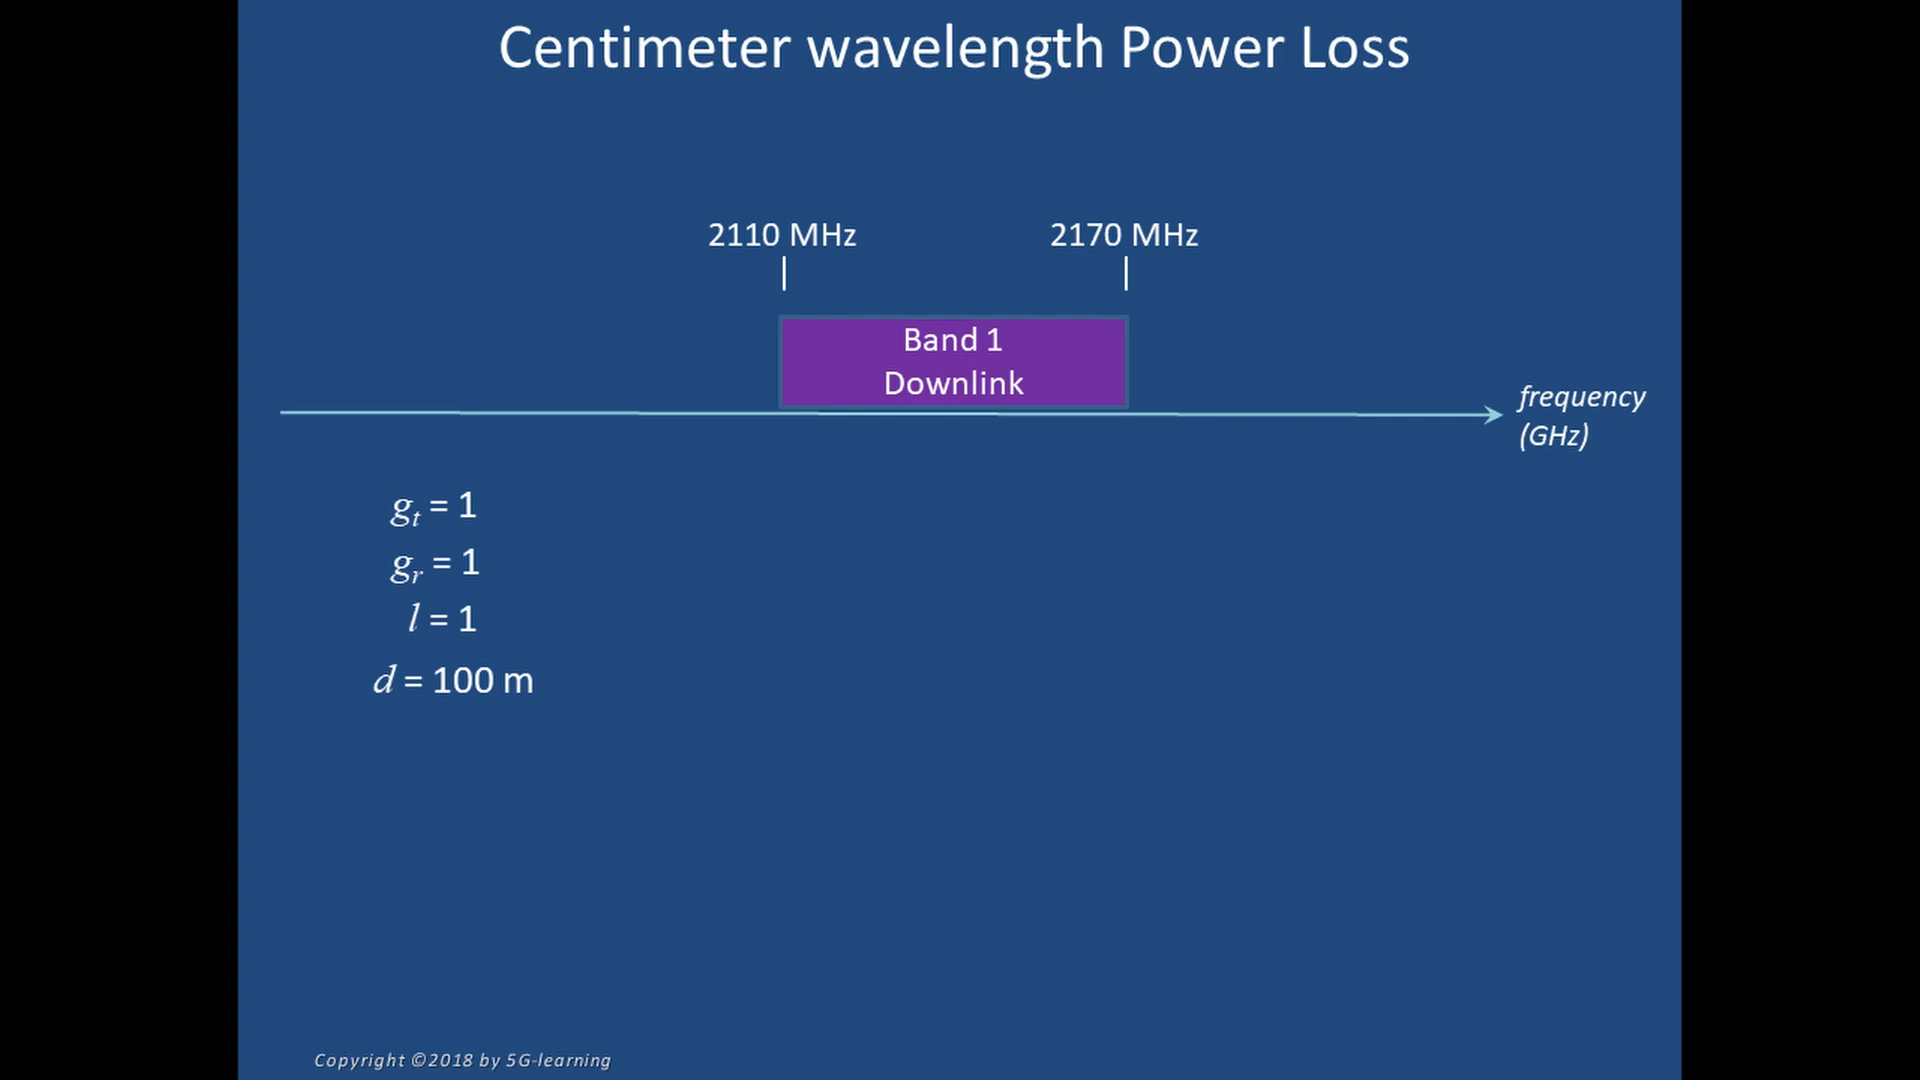 Centimeter wavelength Power Loss
2110 MHz 2170 MHz
Band 1
Downlink
frequency
(GHz)
gt = 1
gr = 1
l = 1
d = 100 m
Copyright ©2018 by 5G-learning